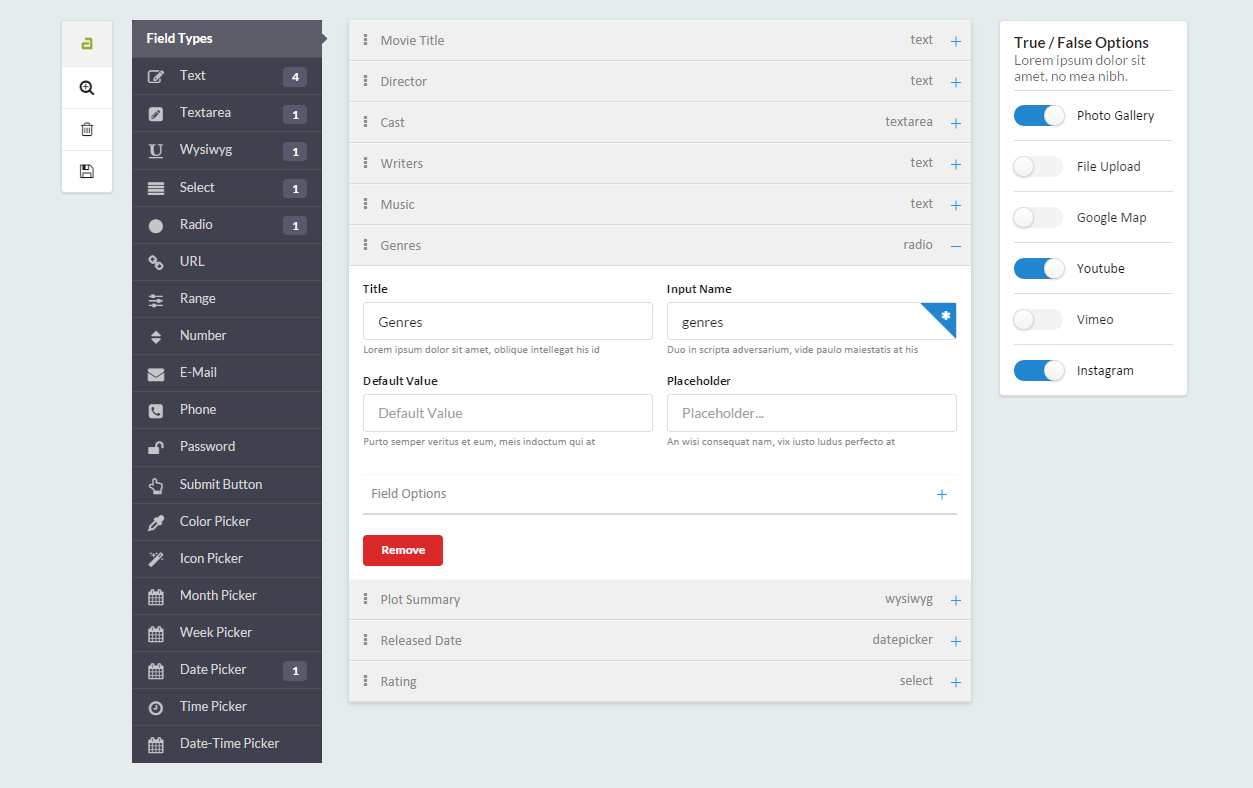 a
Field Types
Text 4
Textarea 1
Wysiwyg 1
Select 1
Radio 1
URL
Range
Number
E-Mail
Phone
Password
Submit Button
Color Picker
Icon Picker
Month Picker
Week Picker
Date Picker 1
Time Picker
Date-Time Picker
Movie Title text +
Director text +
Cast textarea +
Writers text +
Music text +
Genres radio –
Title Input Name
Genres genres *
Lorem ipsum dolor sit amet, oblique intellegat his id Duo in scripta adversarium, vide paulo maiestatis at his
Default Value Placeholder
Default Value Placeholder...
Purto semper veritus et eum, meis indoctum qui at An wisi consequat nam, vix iusto ludus perfecto at
Field Options +
Remove
Plot Summary wysiwyg +
Released Date datepicker +
Rating select +
True / False Options
Lorem ipsum dolor sit
amet, no mea nibh.
Photo Gallery
File Upload
Google Map
Youtube
Vimeo
Instagram